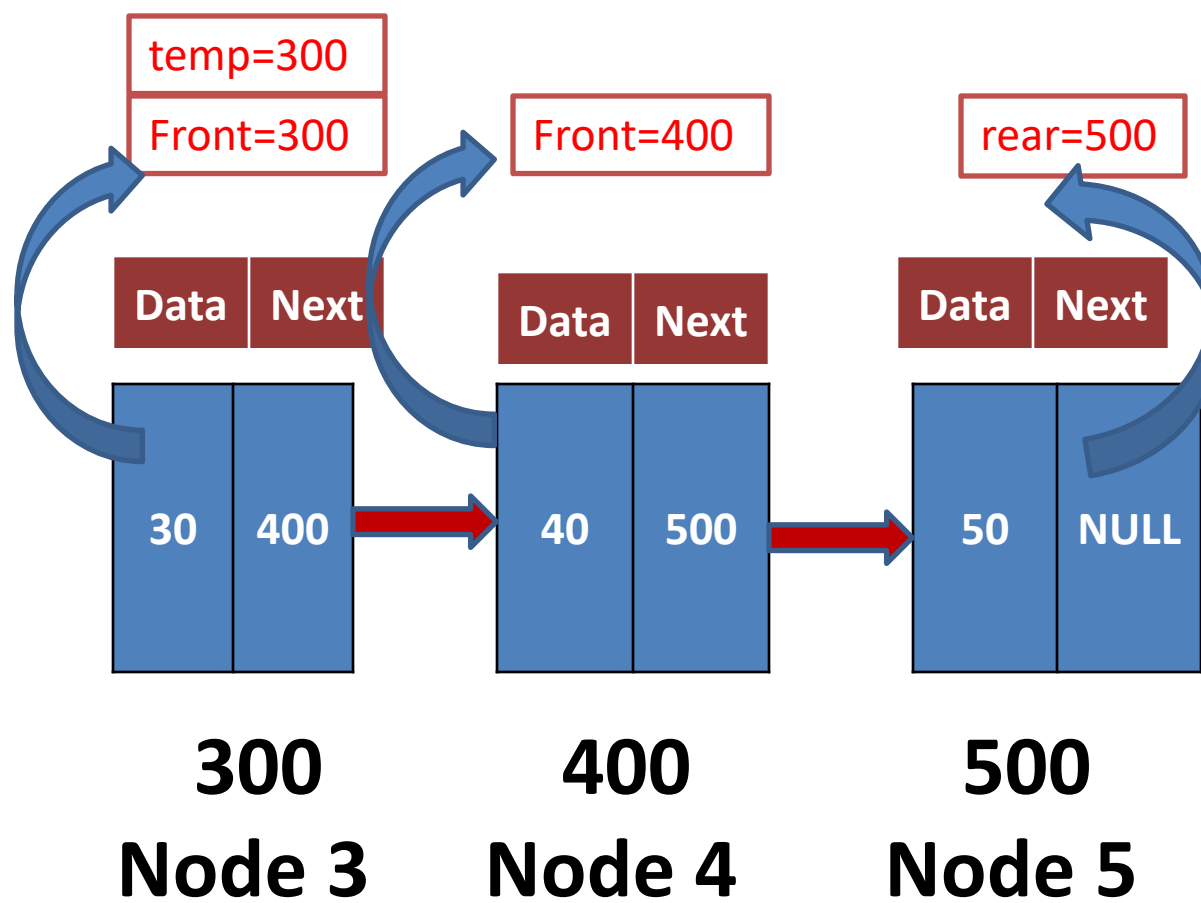 temp=300
Front=300
Front=400
rear=500
Data Next
Data Next
Data Next
30 400
40 500
50 NULL
300
400
500
Node 3
Node 4
Node 5